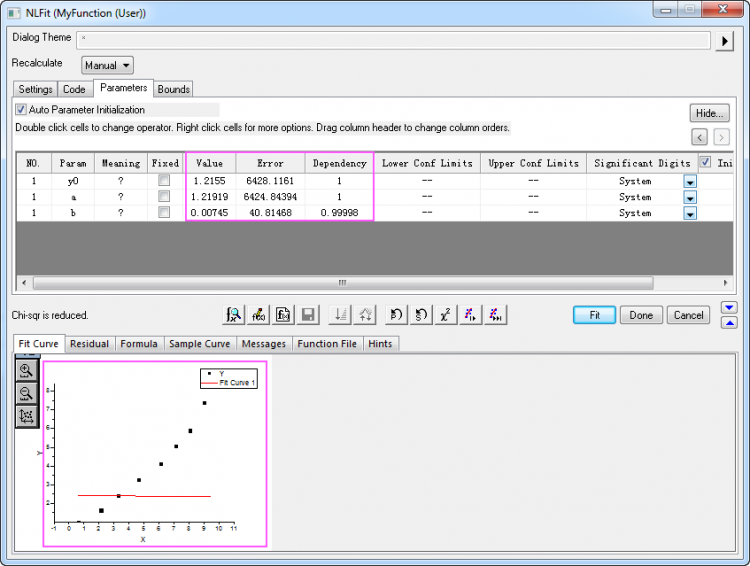 NLFit (MyFunction (User))
Dialog Theme *
Recalculate Manual
Settings Code Parameters Bounds
Auto Parameter Initialization
Hide...
Double click cells to change operator. Right click cells for more options. Drag column header to change column orders.
NO. Param Meaning Fixed Value Error Dependency Lower Conf Limits Upper Conf Limits Significant Digits Ini
1 y0 ? 1.2155 6428.1161 1 -- -- System
1 a ? 1.21919 6424.84394 1 -- -- System
1 b ? 0.00745 40.81468 0.99998 -- -- System
Chi-sqr is reduced.
Fit Done Cancel
Fit Curve Residual Formula Sample Curve Messages Function File Hints
Y
Fit Curve 1
8
7
6
5
4
3
2
Y
-1 0 1 2 3 4 5 6 7 8 9 10 11
X